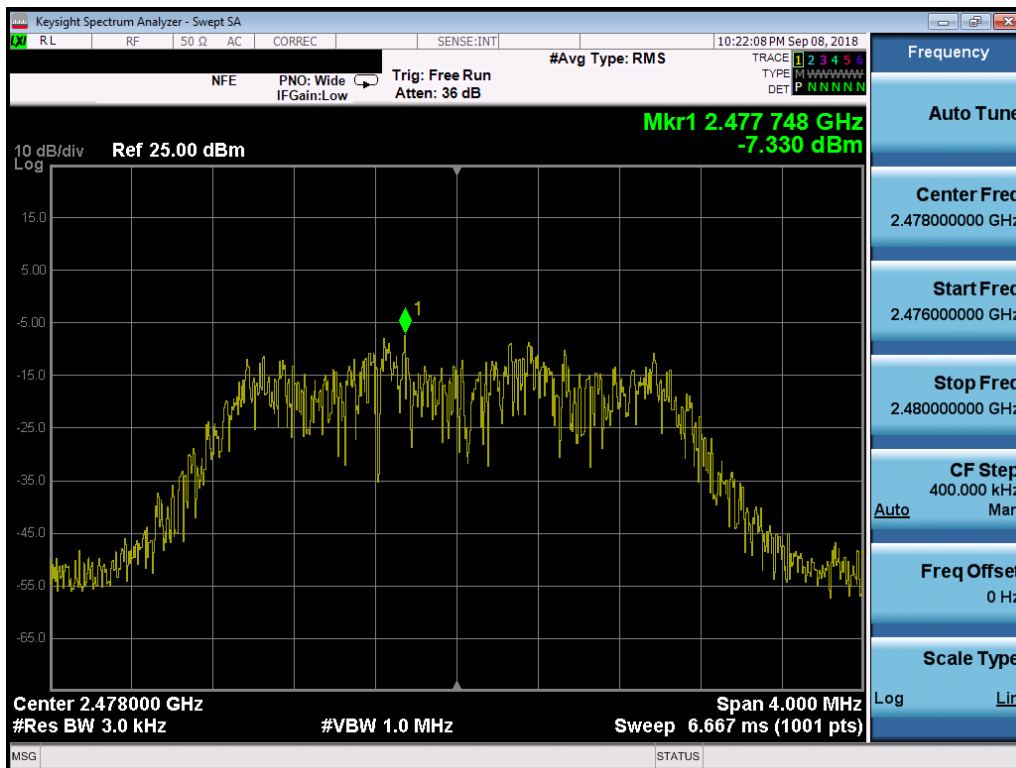 Keysight Spectrum Analyzer - Swept SA
LXI RL RF 50 Ω AC CORREC SENSE:INT 10:22:08 PM Sep 08, 2018
NFE PNO: Wide IFGain:Low Trig: Free Run Atten: 36 dB #Avg Type: RMS
TRACE 1 2 3 4 5 6
TYPE M WWWWW
DET P N N N N N
Mkr1 2.477 748 GHz
-7.330 dBm
10 dB/div Ref 25.00 dBm
Log
15.0
5.00
1
-5.00
-15.0
-25.0
-35.0
-45.0
-55.0
-65.0
Center 2.478000 GHz Span 4.000 MHz
#Res BW 3.0 kHz #VBW 1.0 MHz Sweep 6.667 ms (1001 pts)
MSG STATUS
Frequency
Auto Tune
Center Freq
2.478000000 GHz
Start Freq
2.476000000 GHz
Stop Freq
2.480000000 GHz
CF Step
400.000 kHz
Auto Man
Freq Offset
0 Hz
Scale Type
Log Lin